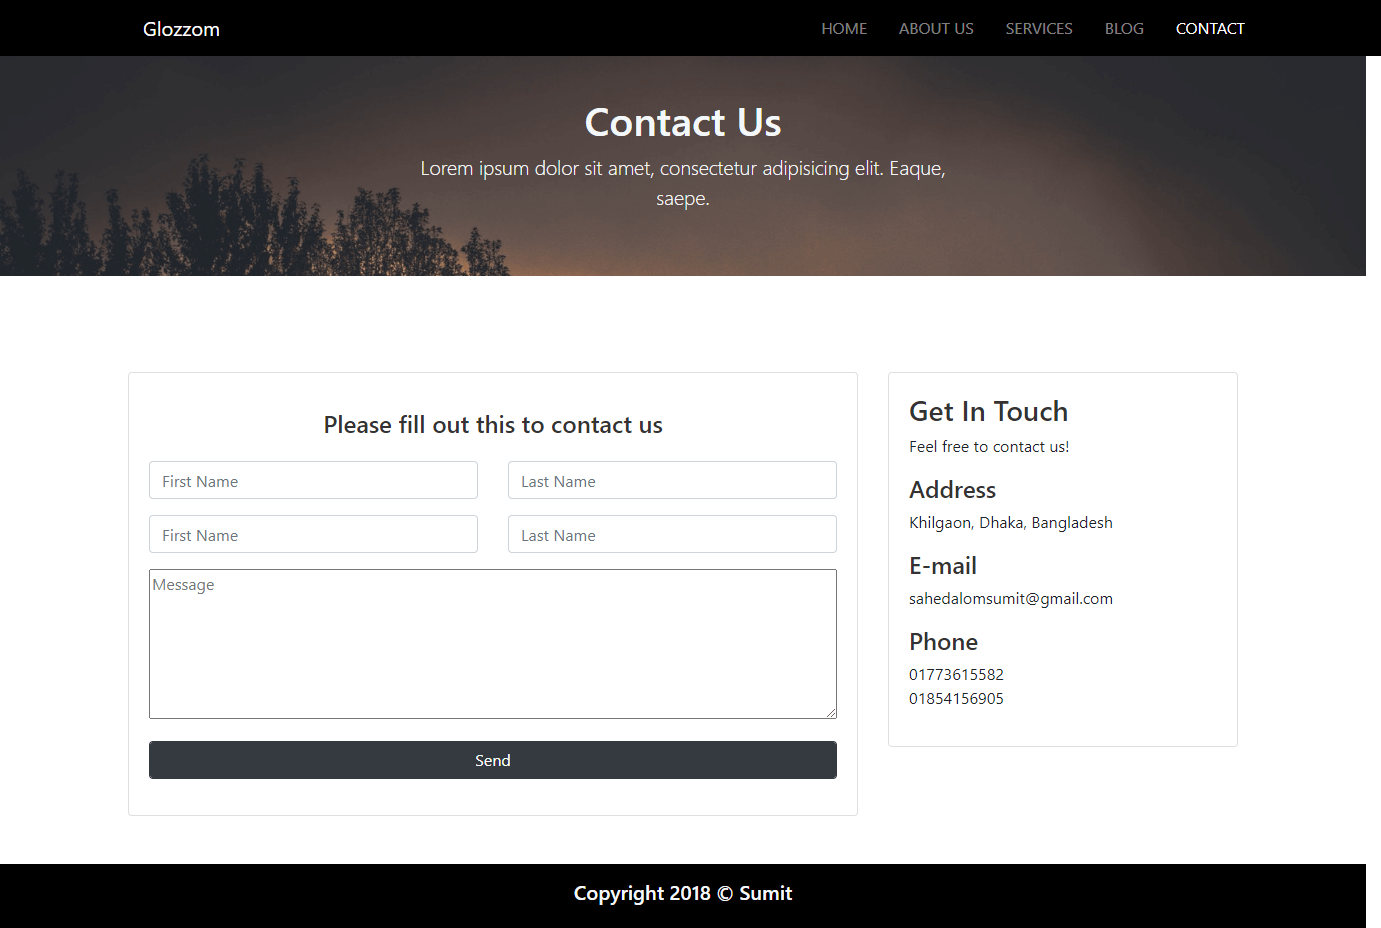 Glozzom
HOME ABOUT US SERVICES BLOG CONTACT
Contact Us
Lorem ipsum dolor sit amet, consectetur adipisicing elit. Eaque,
saepe.
Please fill out this to contact us
First Name Last Name
First Name Last Name
Message
Send
Get In Touch
Feel free to contact us!
Address
Khilgaon, Dhaka, Bangladesh
E-mail
sahedalomsumit@gmail.com
Phone
01773615582
01854156905
Copyright 2018 © Sumit